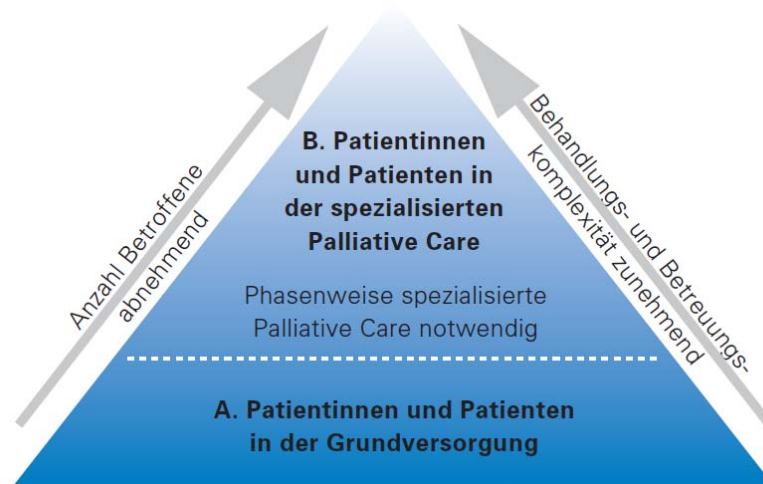 Anzahl Betroffene
abnehmend
B. Patientinnen
und Patienten in
der spezialisierten
Palliative Care
Phasenweise spezialisierte
Palliative Care notwendig
A. Patientinnen und Patienten
in der Grundversorgung
Behandlungs- und Betreuungs-
komplexität zunehmend